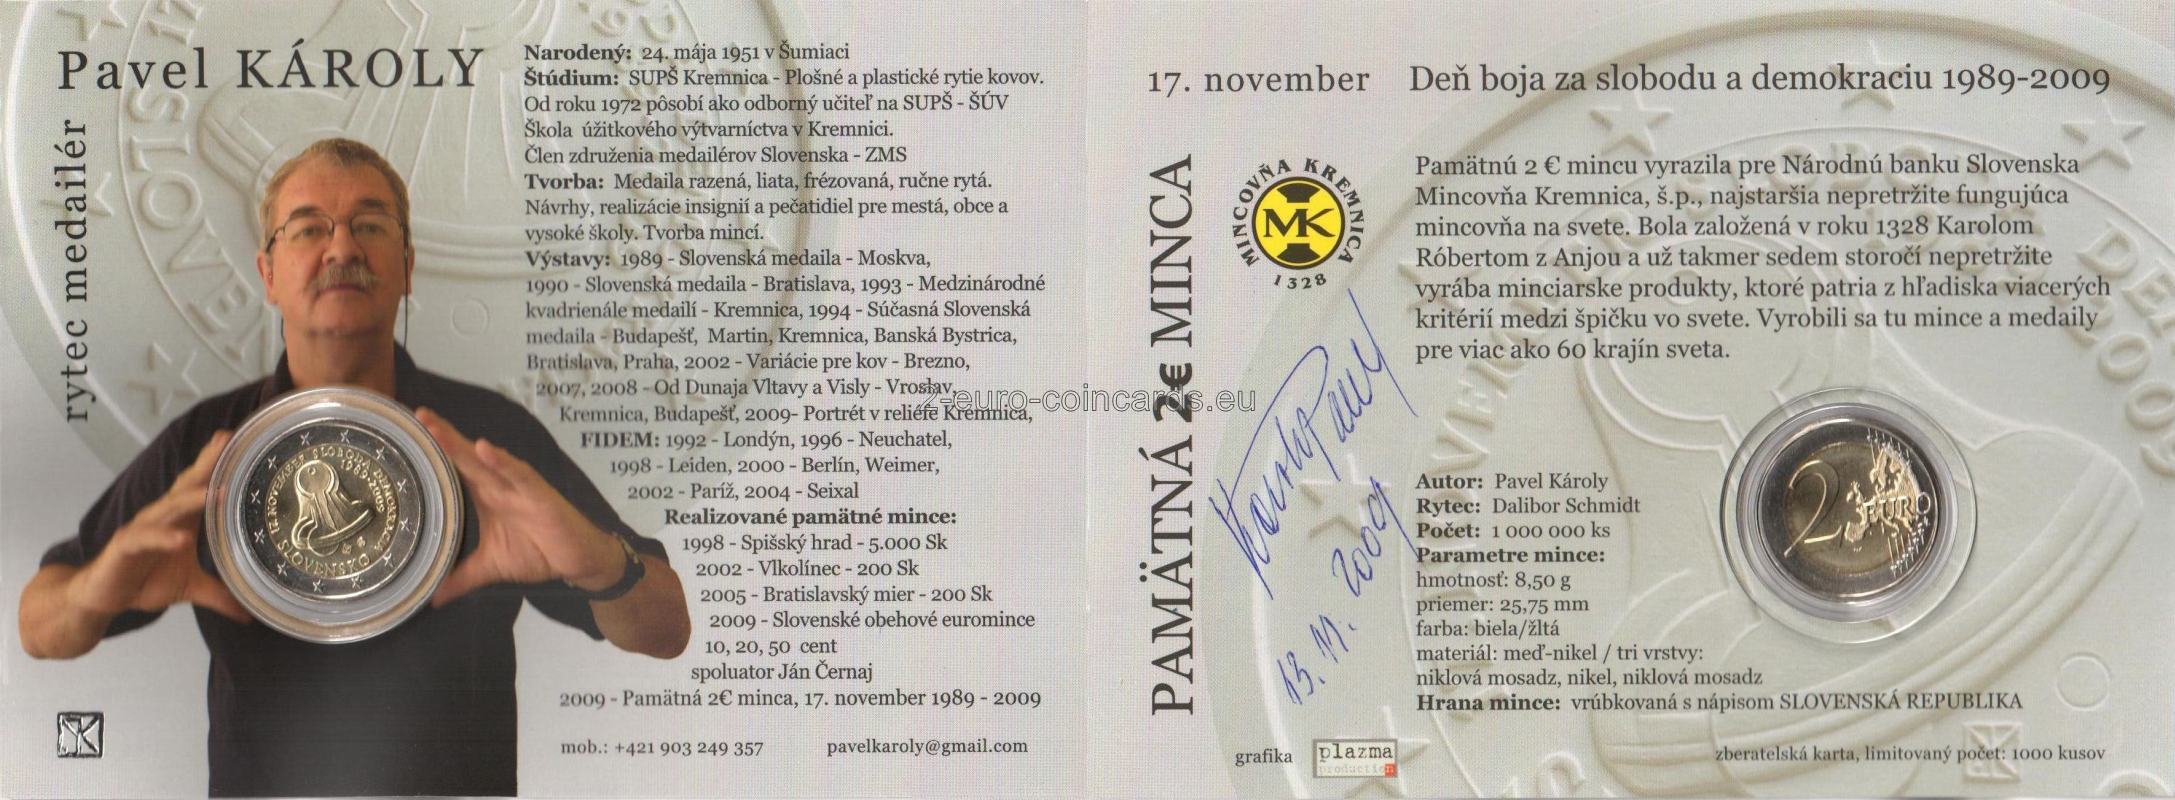 Pavel KÁROLY
rytec medailér
Narodený: 24. mája 1951 v Šumiaci
Štúdium: SUPŠ Kremnica - Plošné a plastické rytie kovov.
Od roku 1972 pôsobí ako odborný učiteľ na SUPŠ - ŠÚV
Škola úžitkového výtvarníctva v Kremnici.
Člen združenia medailérov Slovenska - ZMS
Tvorba: Medaila razená, liata, frézovaná, ručne rytá.
Návrhy, realizácie insignií a pečatidiel pre mestá, obce a
vysoké školy. Tvorba mincí.
Výstavy: 1989 - Slovenská medaila - Moskva,
1990 - Slovenská medaila - Bratislava, 1993 - Medzinárodné
kvadrienále medailí - Kremnica, 1994 - Súčasná Slovenská
medaila - Budapešť, Martin, Kremnica, Banská Bystrica,
Bratislava, Praha, 2002 - Variácie pre kov - Brezno,
2007, 2008 - Od Dunaja Vltavy a Visly - Vroslav,
Kremnica, Budapešť, 2009- Portrét v reliéfe Kremnica,
FIDEM: 1992 - Londýn, 1996 - Neuchatel,
1998 - Leiden, 2000 - Berlín, Weimer,
2002 - Paríž, 2004 - Seixal
Realizované pamätné mince:
1998 - Spišský hrad - 5.000 Sk
2002 - Vlkolínec - 200 Sk
2005 - Bratislavský mier - 200 Sk
2009 - Slovenské obehové euromince
10, 20, 50 cent
spoluator Ján Černaj
2009 - Pamätná 2€ minca, 17. november 1989 - 2009
mob.: +421 903 249 357 pavelkaroly@gmail.com
17. NOVEMBER SLOBODA DEMOKRACIA
1989-2009
SLOVENSKO
2-euro-coincards.eu
17. november Deň boja za slobodu a demokraciu 1989-2009
PAMÄTNÁ 2€ MINCA
MINCOVŇA KREMNICA
MK
1328
Pamätnú 2 € mincu vyrazila pre Národnú banku Slovenska
Mincovňa Kremnica, š.p., najstaršia nepretržite fungujúca
mincovňa na svete. Bola založená v roku 1328 Karolom
Róbertom z Anjou a už takmer sedem storočí nepretržite
vyrába minciarske produkty, ktoré patria z hľadiska viacerých
kritérií medzi špičku vo svete. Vyrobili sa tu mince a medaily
pre viac ako 60 krajín sveta.
13. 11. 2009
Autor: Pavel Károly
Rytec: Dalibor Schmidt
Počet: 1 000 000 ks
Parametre mince:
hmotnosť: 8,50 g
priemer: 25,75 mm
farba: biela/žltá
materiál: meď-nikel / tri vrstvy:
niklová mosadz, nikel, niklová mosadz
Hrana mince: vrúbkovaná s nápisom SLOVENSKÁ REPUBLIKA
2 EURO
grafika plazma
production
zberatelská karta, limitovaný počet: 1000 kusov